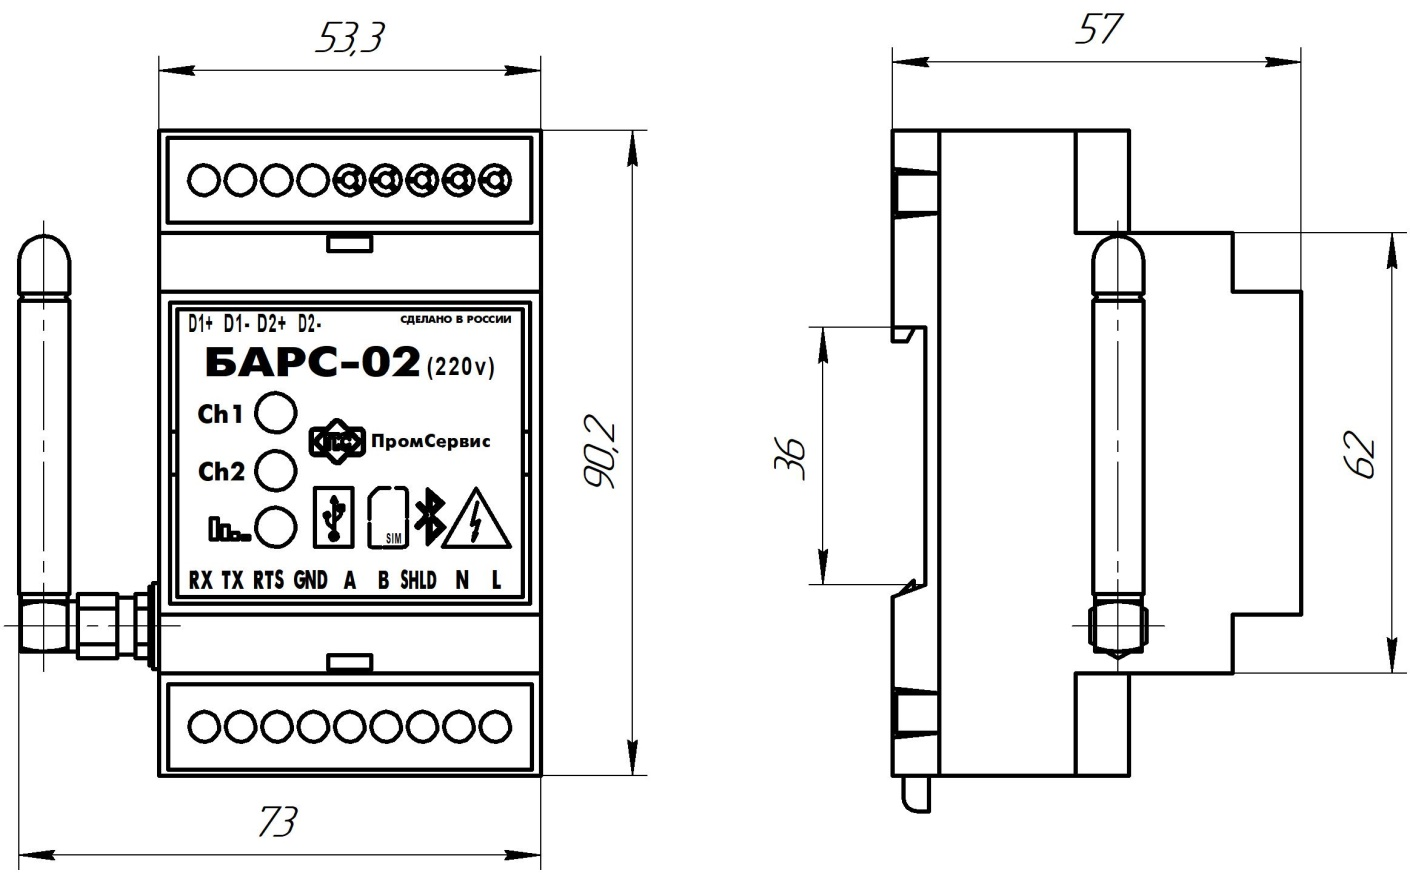 53,3
57
D1+ D1- D2+ D2-
СДЕЛАНО В РОССИИ
БАРС-02 (220v)
Ch1
ПС ПромСервис
Ch2
SIM
RX TX RTS GND A B SHLD N L
90,2
36
62
73